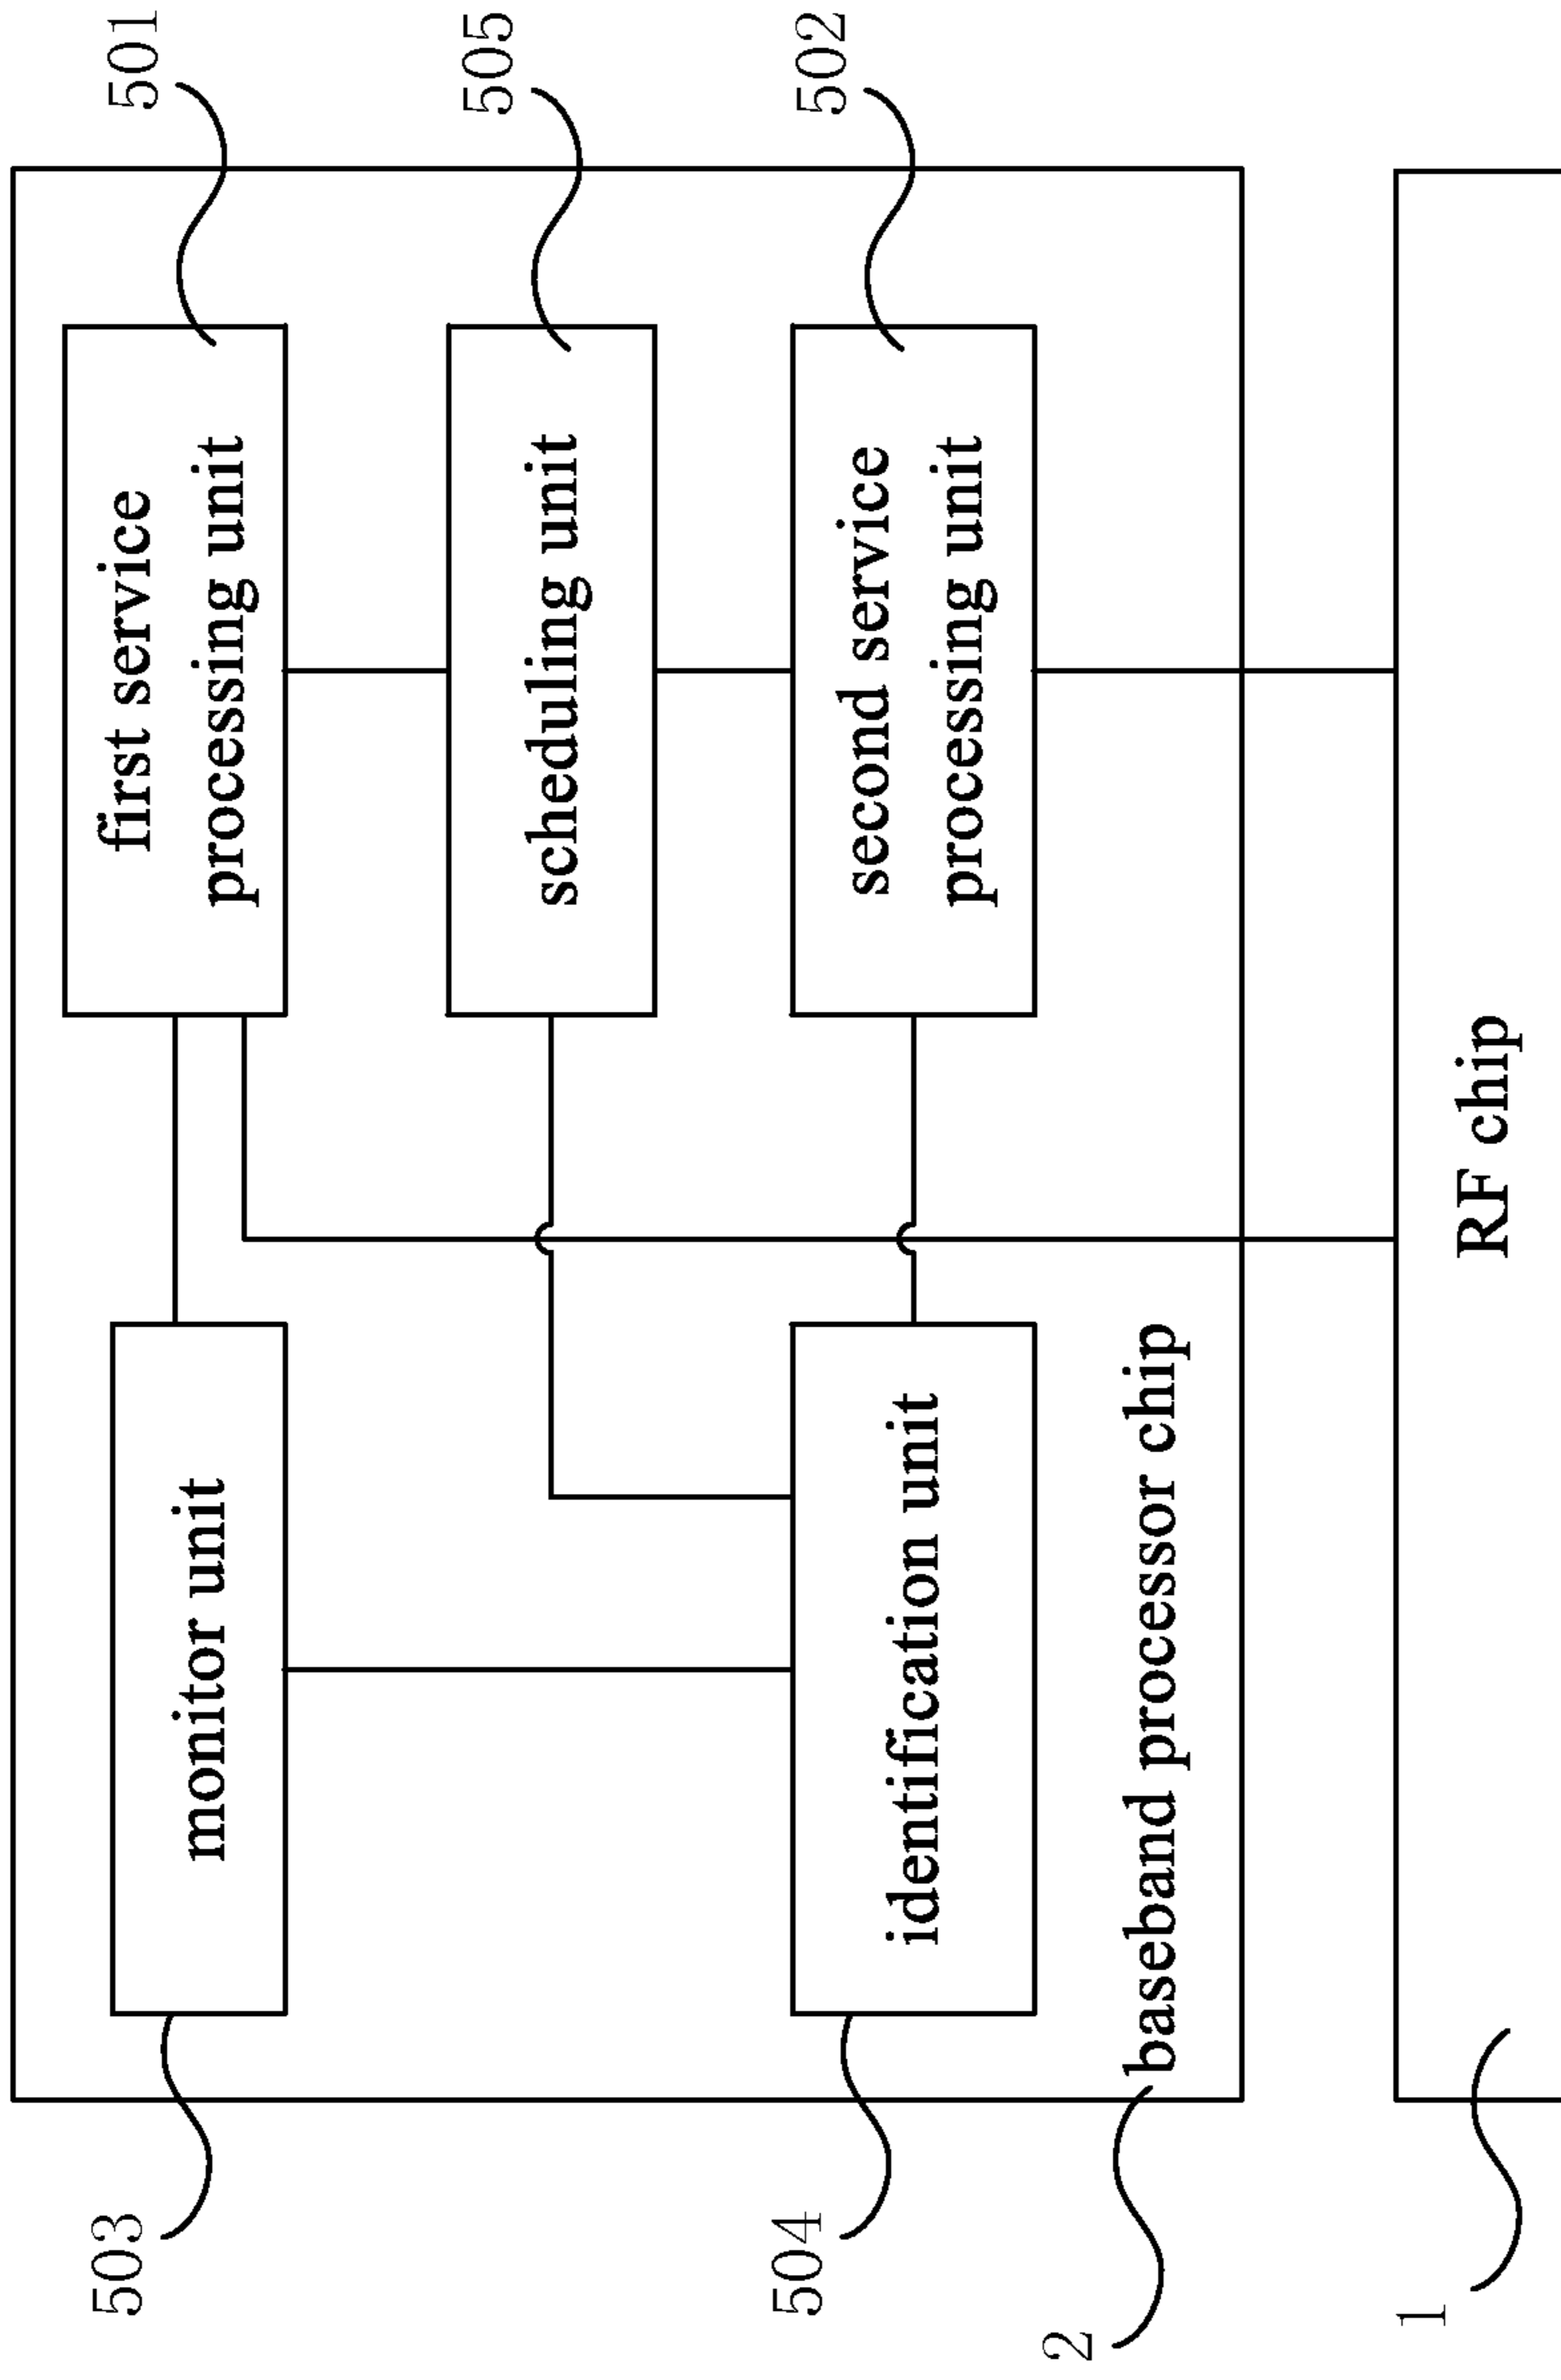 503
monitor unit
first service
processing unit
501
scheduling unit
505
504
identification unit
second service
processing unit
502
2
baseband processor chip
1
RF chip